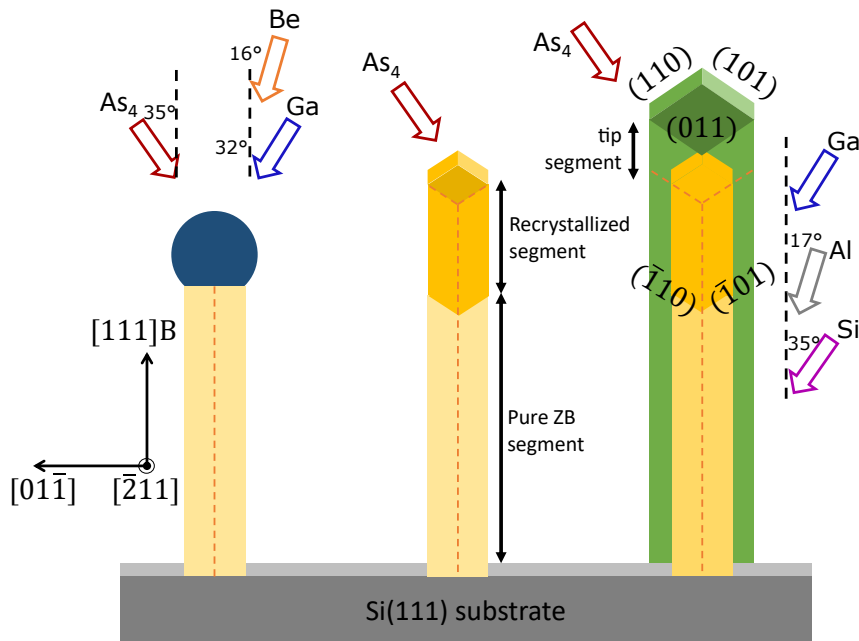 Be
16°
As₄
35°
Ga
32°
[111]B
[011̅]
[2̅11]
As₄
Recrystallized
segment
Pure ZB
segment
As₄
(110)
(101)
(011)
tip
segment
(1̅10)
(1̅01)
Ga
17°
Al
35°
Si
Si(111) substrate